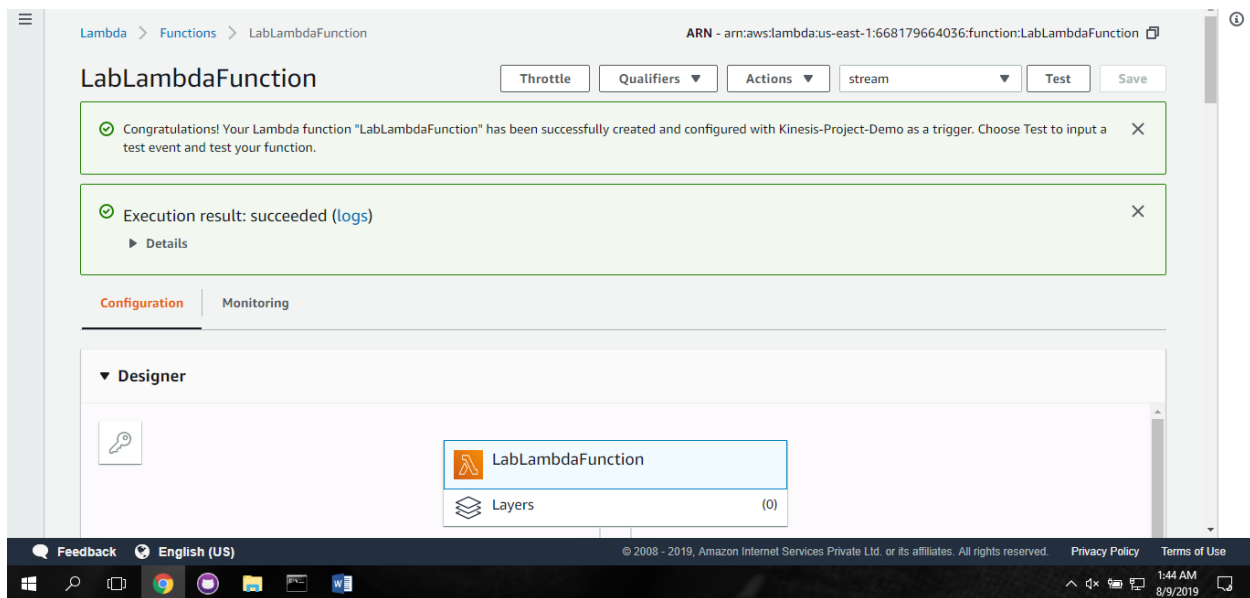 Lambda > Functions > LabLambdaFunction ARN - arn:aws:lambda:us-east-1:668179664036:function:LabLambdaFunction
LabLambdaFunction Throttle Qualifiers Actions stream Test Save
Congratulations! Your Lambda function "LabLambdaFunction" has been successfully created and configured with Kinesis-Project-Demo as a trigger. Choose Test to input a
test event and test your function.
Execution result: succeeded (logs)
Details
Configuration Monitoring
Designer
LabLambdaFunction
Layers (0)
Feedback English (US) © 2008 - 2019, Amazon Internet Services Private Ltd. or its affiliates. All rights reserved. Privacy Policy Terms of Use
1:44 AM
8/9/2019